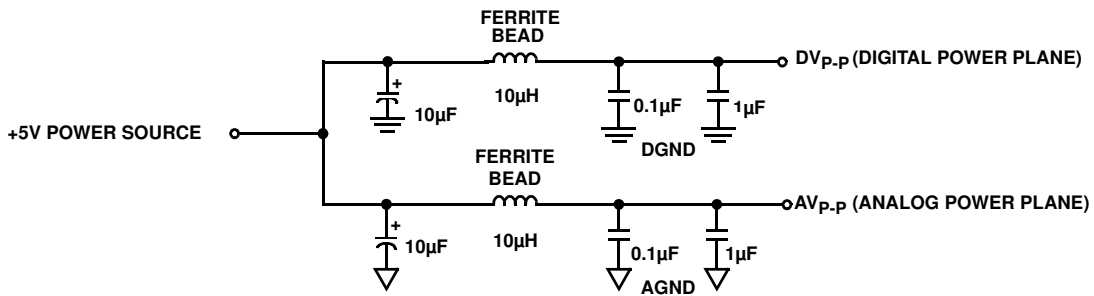 FERRITE
BEAD
DVP-P (DIGITAL POWER PLANE)
+
10µF
10µH
0.1µF
1µF
DGND
+5V POWER SOURCE
FERRITE
BEAD
AVP-P (ANALOG POWER PLANE)
+
10µF
10µH
0.1µF
1µF
AGND